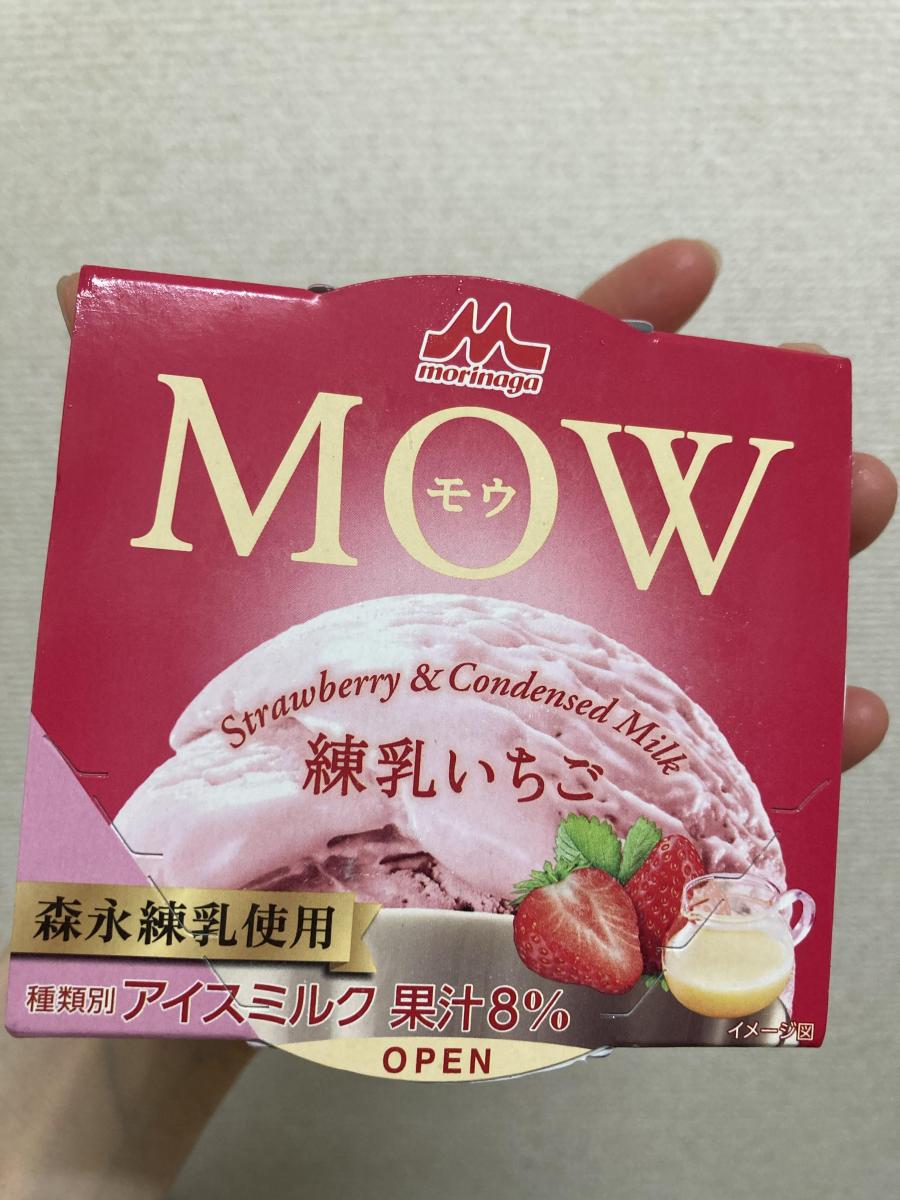 morinaga
MOW
モウ
Strawberry & Condensed Milk
練乳いちご
森永練乳使用
種類別 アイスミルク 果汁8%
イメージ図
OPEN